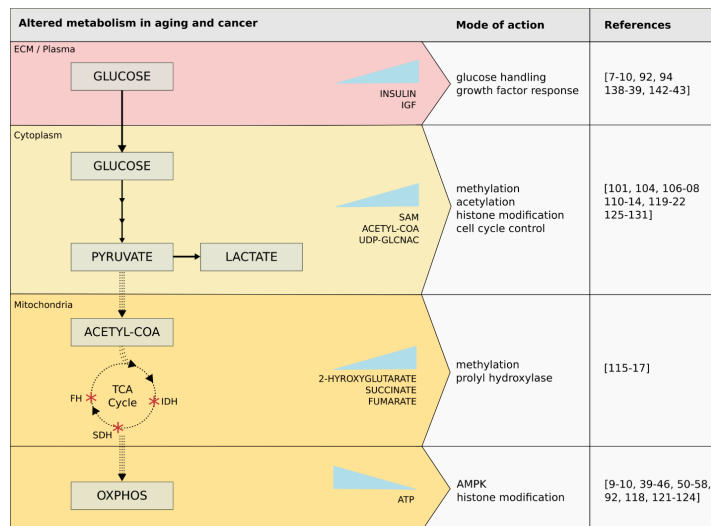 Altered metabolism in aging and cancer
Mode of action
References
ECM / Plasma
GLUCOSE
INSULIN
IGF
glucose handling
growth factor response
[7-10, 92, 94
138-39, 142-43]
Cytoplasm
GLUCOSE
PYRUVATE
LACTATE
SAM
ACETYL-COA
UDP-GLCNAC
methylation
acetylation
histone modification
cell cycle control
[101, 104, 106-08
110-14, 119-22
125-131]
Mitochondria
ACETYL-COA
TCA
Cycle
FH
IDH
SDH
2-HYROXYGLUTARATE
SUCCINATE
FUMARATE
methylation
prolyl hydroxylase
[115-17]
OXPHOS
ATP
AMPK
histone modification
[9-10, 39-46, 50-58,
92, 118, 121-124]